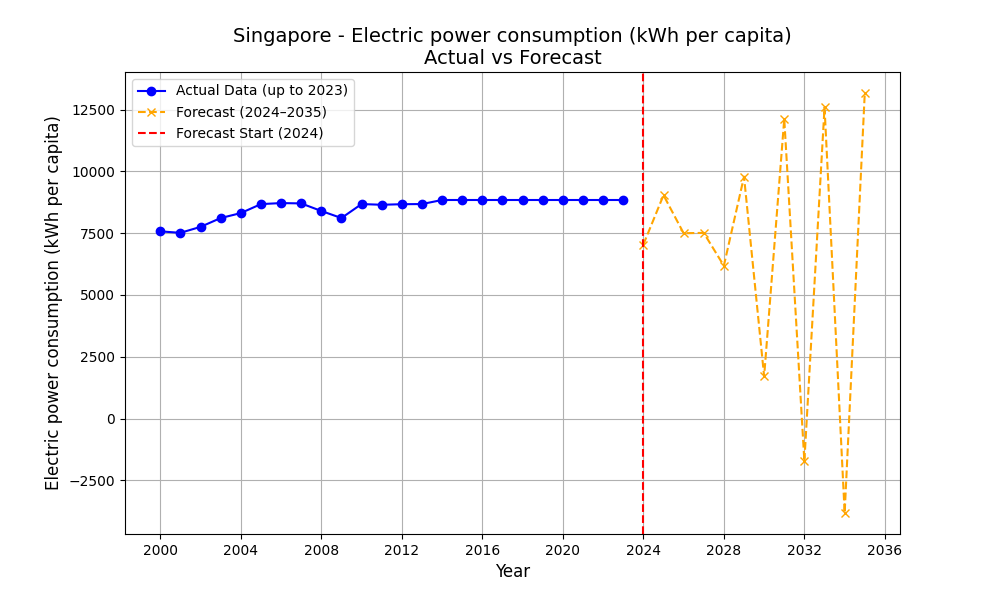 Singapore - Electric power consumption (kWh per capita)
Actual vs Forecast
Actual Data (up to 2023)
Forecast (2024–2035)
Forecast Start (2024)
Electric power consumption (kWh per capita)
12500
10000
7500
5000
2500
0
−2500
2000 2004 2008 2012 2016 2020 2024 2028 2032 2036
Year